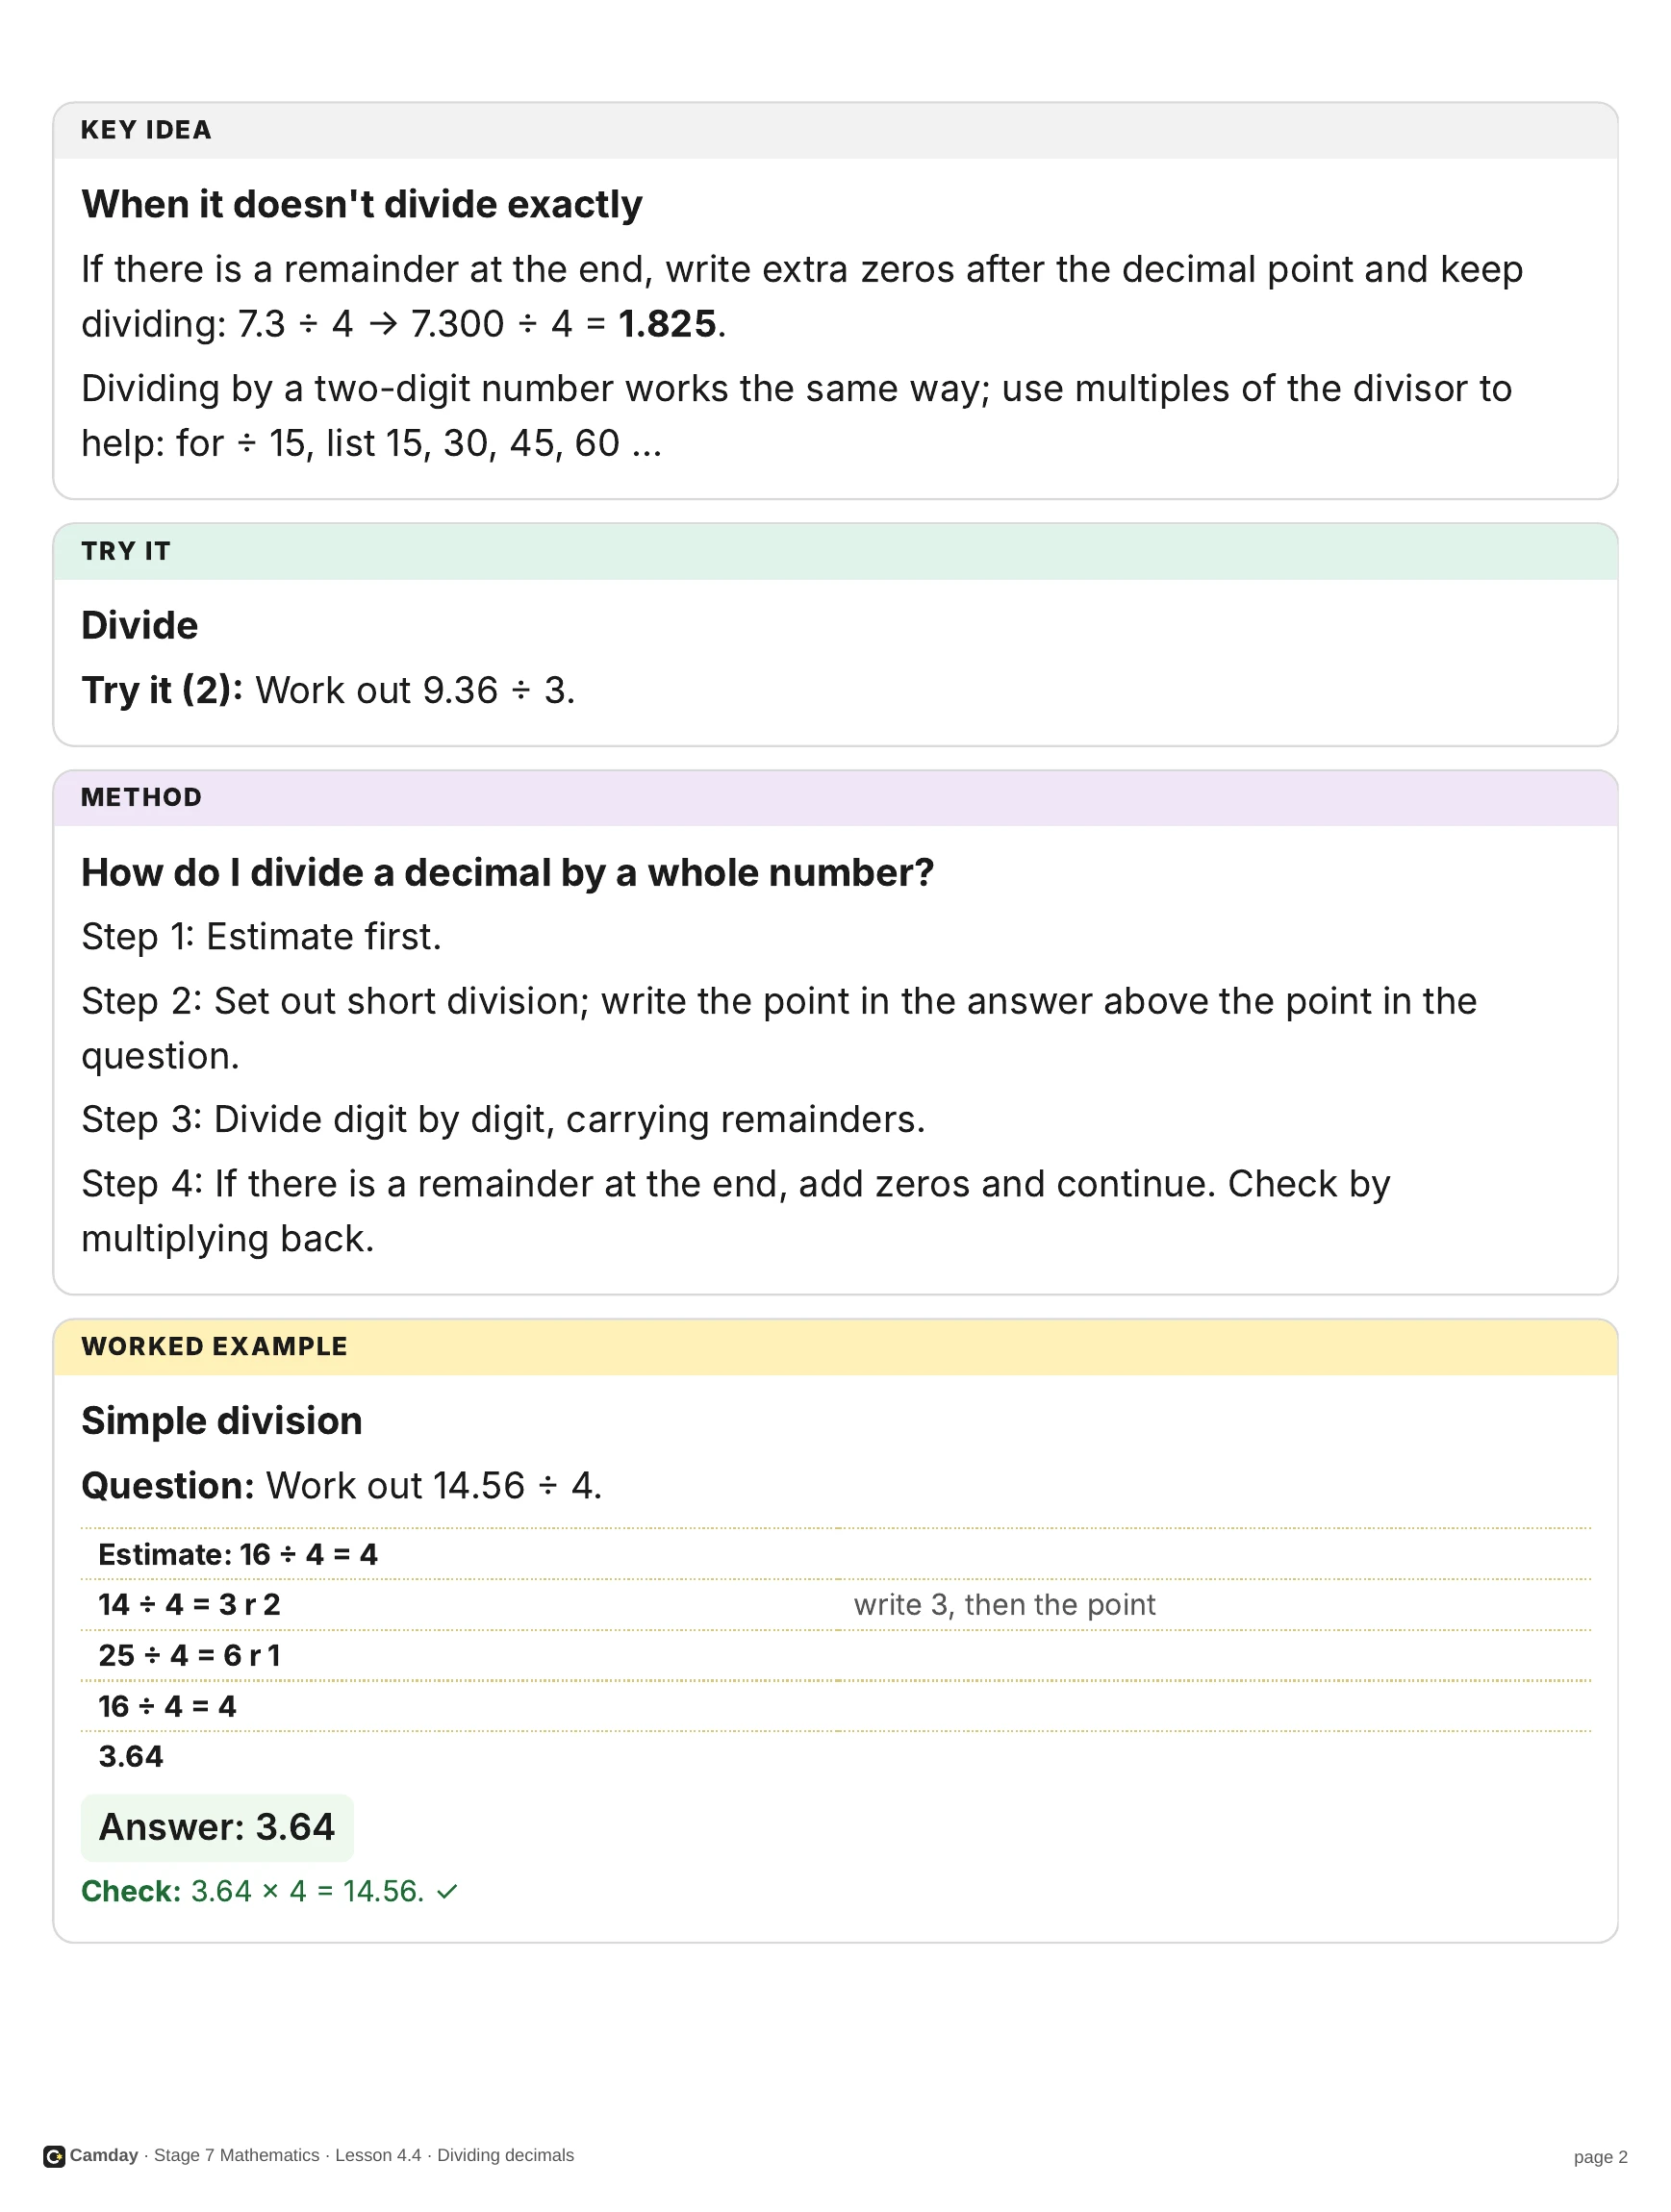 KEY IDEA
When it doesn't divide exactly
If there is a remainder at the end, write extra zeros after the decimal point and keep
dividing: 7.3 ÷ 4 → 7.300 ÷ 4 = 1.825.
Dividing by a two-digit number works the same way; use multiples of the divisor to
help: for ÷ 15, list 15, 30, 45, 60 ...
TRY IT
Divide
Try it (2): Work out 9.36 ÷ 3.
METHOD
How do I divide a decimal by a whole number?
Step 1: Estimate first.
Step 2: Set out short division; write the point in the answer above the point in the
question.
Step 3: Divide digit by digit, carrying remainders.
Step 4: If there is a remainder at the end, add zeros and continue. Check by
multiplying back.
WORKED EXAMPLE
Simple division
Question: Work out 14.56 ÷ 4.
Estimate: 16 ÷ 4 = 4
14 ÷ 4 = 3 r 2 write 3, then the point
25 ÷ 4 = 6 r 1
16 ÷ 4 = 4
3.64
Answer: 3.64
Check: 3.64 × 4 = 14.56. ✓
Camday · Stage 7 Mathematics · Lesson 4.4 · Dividing decimals page 2